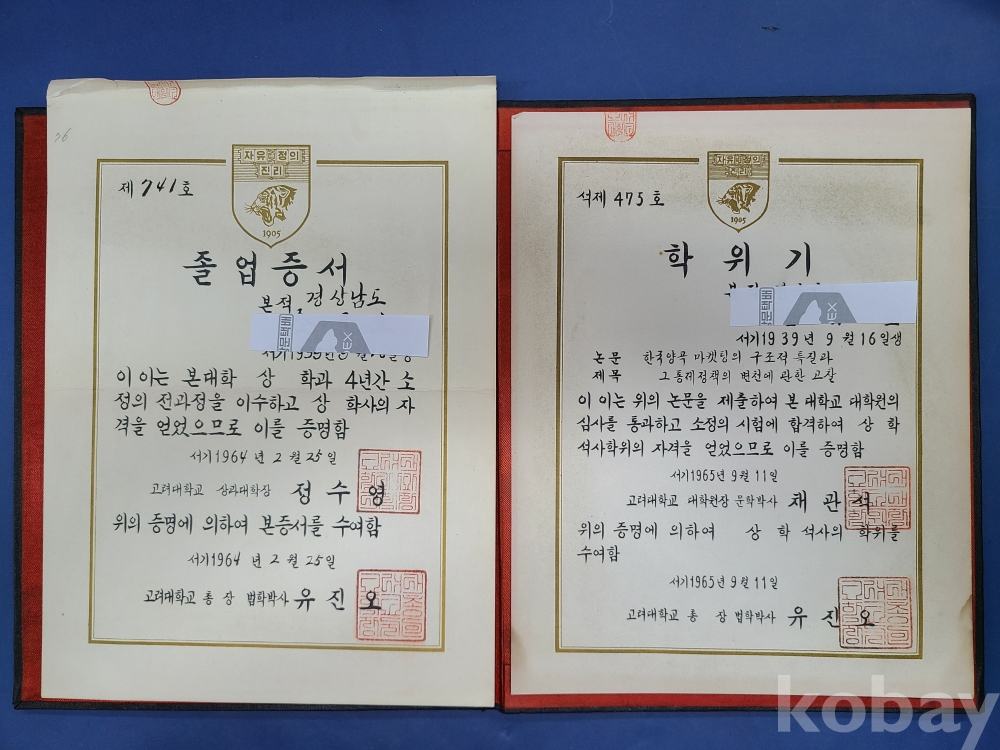 제 741 호
자유 정의
진리
1905
졸업증서
본적 경상남도
서기1939년
이 이는 본대학 상 학과 4년간 소
정의 전과정을 이수하고 상 학사의 자
격을 얻었으므로 이를 증명함
서기1964 년 2 월 25 일
고려대학교 상과대학장 정수영
위의 증명에 의하여 본증서를 수여함
서기1964 년 2 월 25일
고려대학교 총 장 법학박사 유진오
석제 475 호
자유 정의
진리
1905
학위기
서기1939년 9월16일생
논문 한국양곡 마켓팅의 구조적 특질과
제목 그 통제정책의 변천에 관한 고찰
이 이는 위의 논문을 제출하여 본 대학교 대학원의
심사를 통과하고 소정의 시험에 합격하여 상 학
석사학위의 자격을 얻었으므로 이를 증명함
서기1965년 9월 11일
고려대학교 대학원장 문학박사 채관석
위의 증명에 의하여 상 학 석사의 학위를
수여함
서기1965년 9월 11일
고려대학교 총 장 법학박사 유진오
kobay